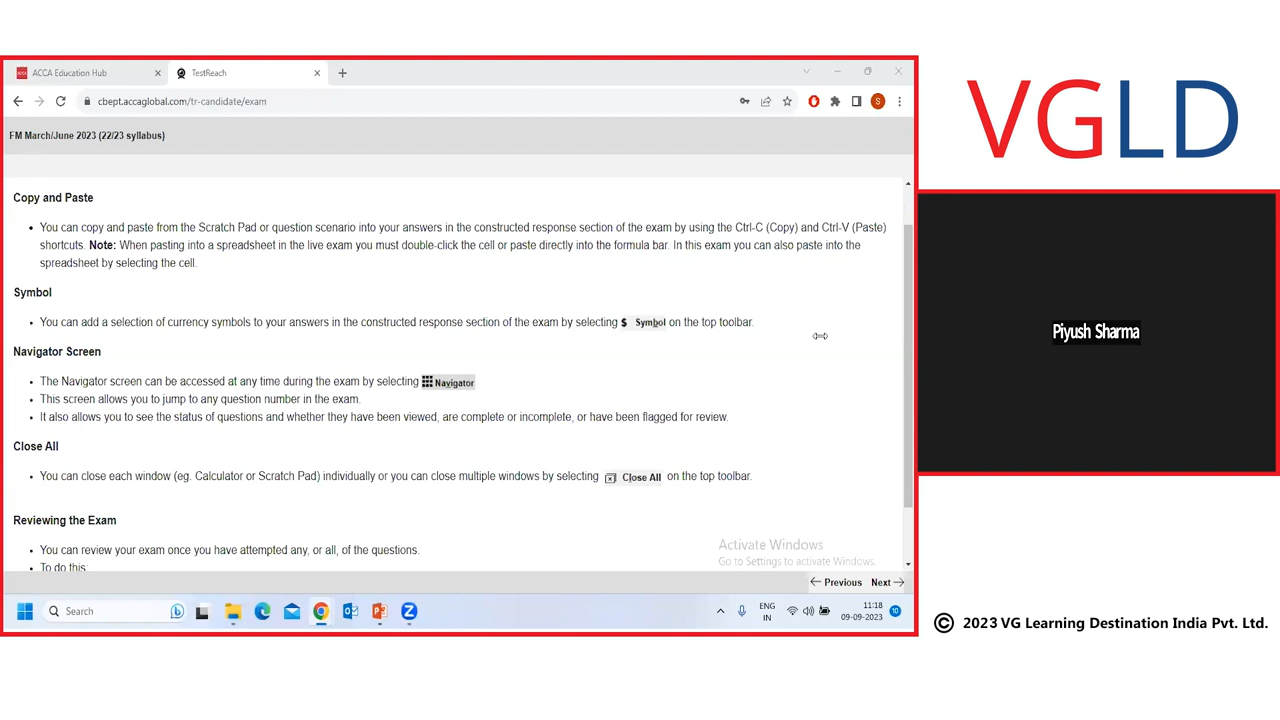 ACCA Education Hub
TestReach
cbept.accaglobal.com/tr-candidate/exam
S
FM March/June 2023 (22/23 syllabus)
Copy and Paste
• You can copy and paste from the Scratch Pad or question scenario into your answers in the constructed response section of the exam by using the Ctrl-C (Copy) and Ctrl-V (Paste)
shortcuts. Note: When pasting into a spreadsheet in the live exam you must double-click the cell or paste directly into the formula bar. In this exam you can also paste into the
spreadsheet by selecting the cell.
Symbol
• You can add a selection of currency symbols to your answers in the constructed response section of the exam by selecting $ Symbol on the top toolbar.
Navigator Screen
• The Navigator screen can be accessed at any time during the exam by selecting Navigator
• This screen allows you to jump to any question number in the exam.
• It also allows you to see the status of questions and whether they have been viewed, are complete or incomplete, or have been flagged for review.
Close All
• You can close each window (eg. Calculator or Scratch Pad) individually or you can close multiple windows by selecting Close All on the top toolbar.
Reviewing the Exam
• You can review your exam once you have attempted any, or all, of the questions.
• To do this:
Activate Windows
Go to Settings to activate Windows.
Previous Next
Search
ENG
IN
11:18
09-09-2023
10
VGLD
Piyush Sharma
© 2023 VG Learning Destination India Pvt. Ltd.